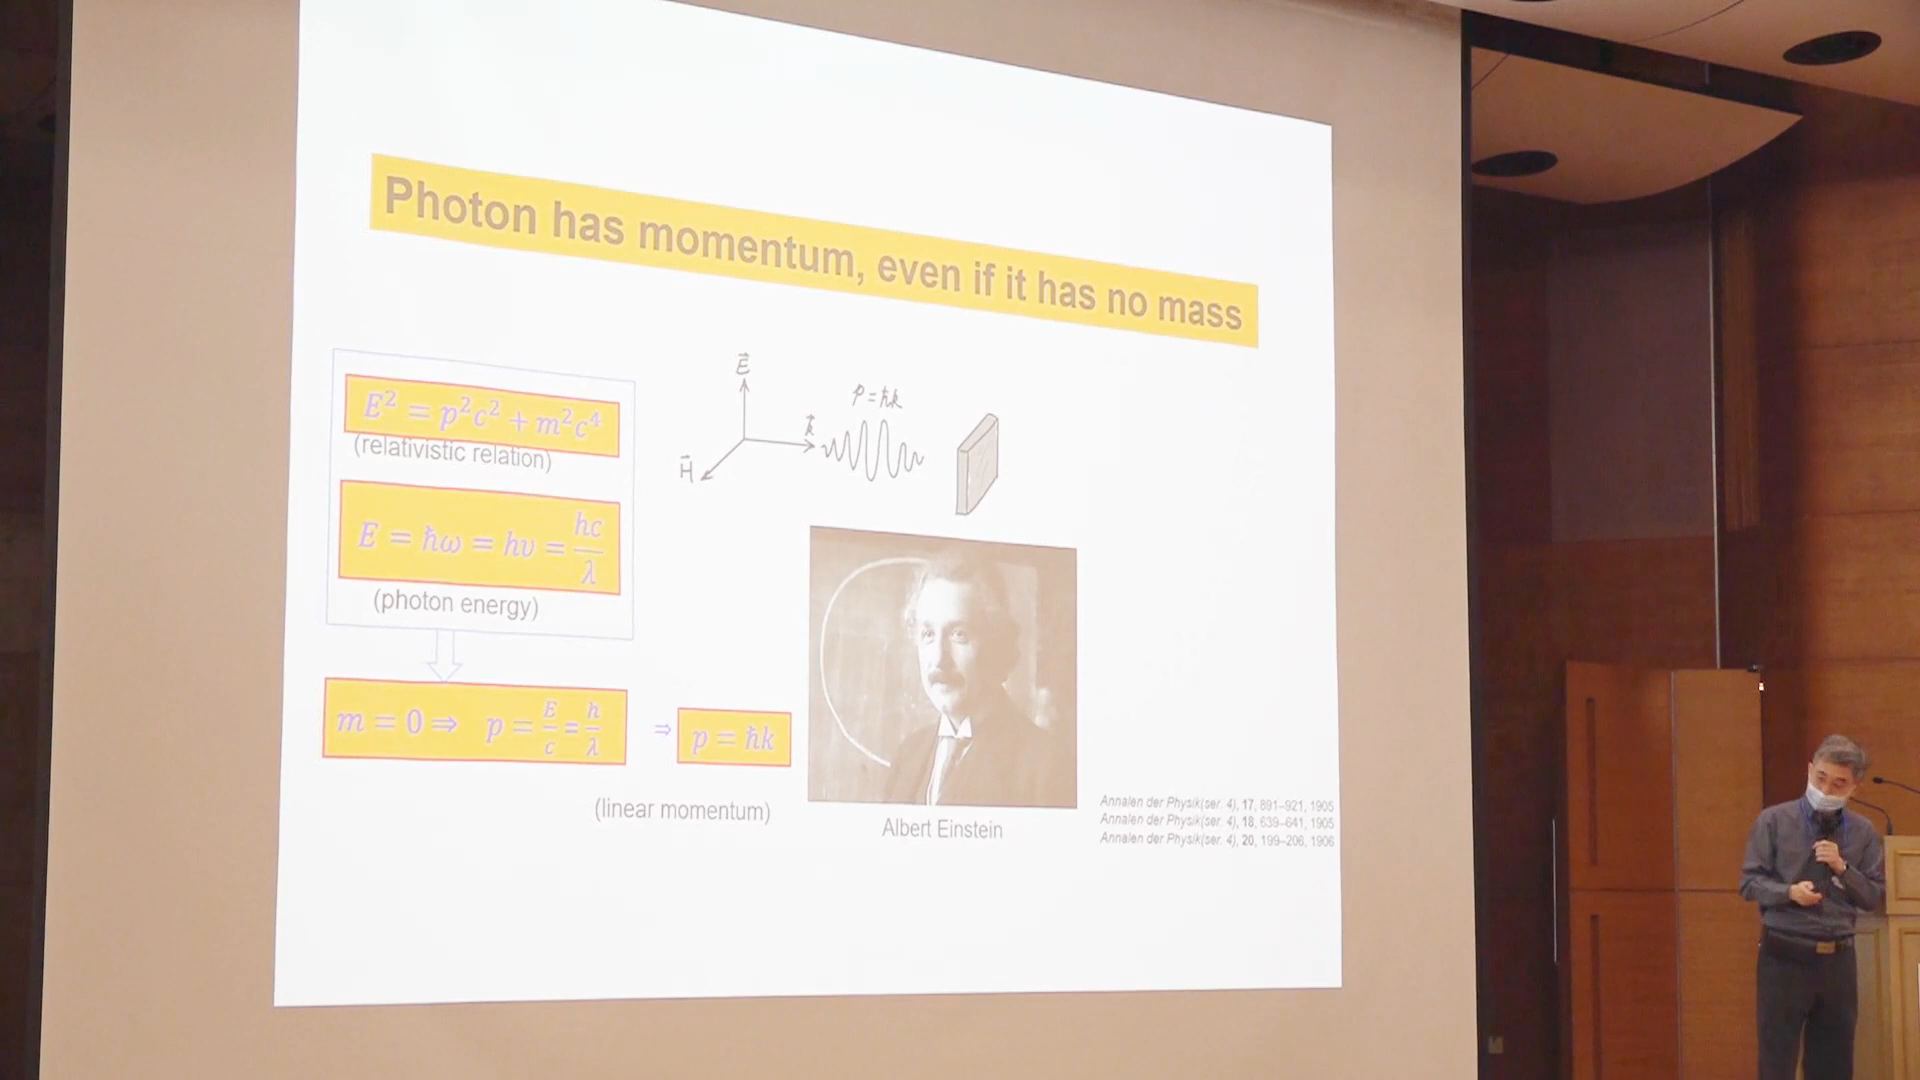 Photon has momentum, even if it has no mass
E² = p²c² + m²c⁴
(relativistic relation)
E = ħω = hυ = hc/λ
(photon energy)
m = 0 ⇒ p = E/c = h/λ
⇒ p = ħk
(linear momentum)
E⃗
k⃗
H⃗
p = ħk
Albert Einstein
Annalen der Physik(ser. 4), 17, 891–921, 1905
Annalen der Physik(ser. 4), 18, 639–641, 1905
Annalen der Physik(ser. 4), 20, 199–206, 1906